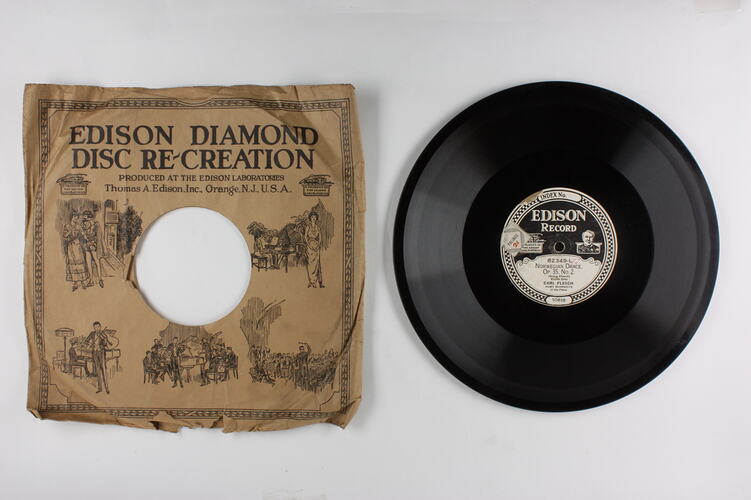 EDISON DIAMOND
DISC RE-CREATION
PRODUCED AT THE EDISON LABORATORIES
Thomas A. Edison, Inc., Orange, N.J., U.S.A.
INDEX No.
EDISON
RECORD
82349-L
NORWEGIAN DANCE,
OP. 35, NO. 2
CARL FLESCH